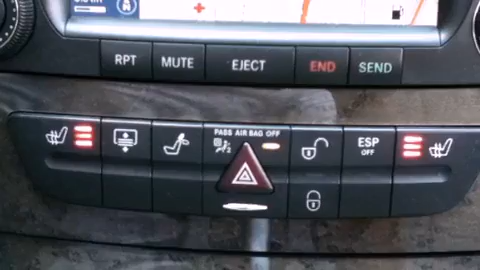 RPT MUTE EJECT END SEND
PASS AIR BAG OFF
ESP
OFF